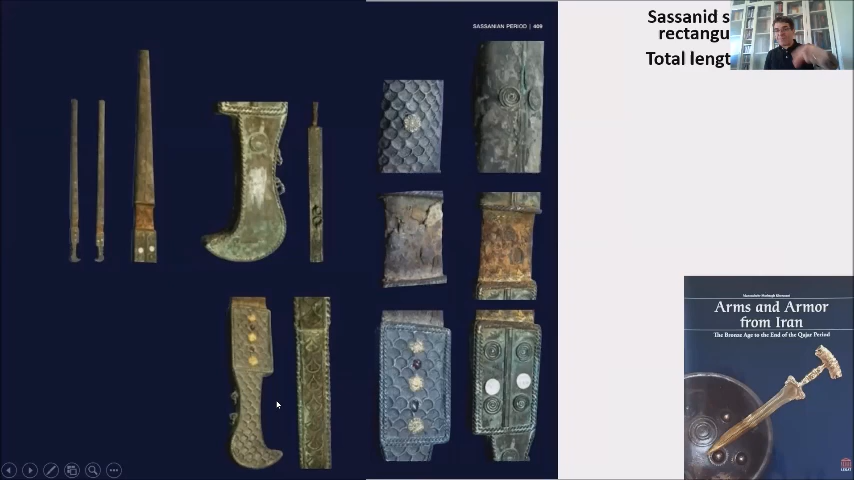 SASSANIAN PERIOD | 409
Sassanid s
rectangu
Total lengt
Arms and Armor
from Iran
The Bronze Age to the End of the Qajar Period